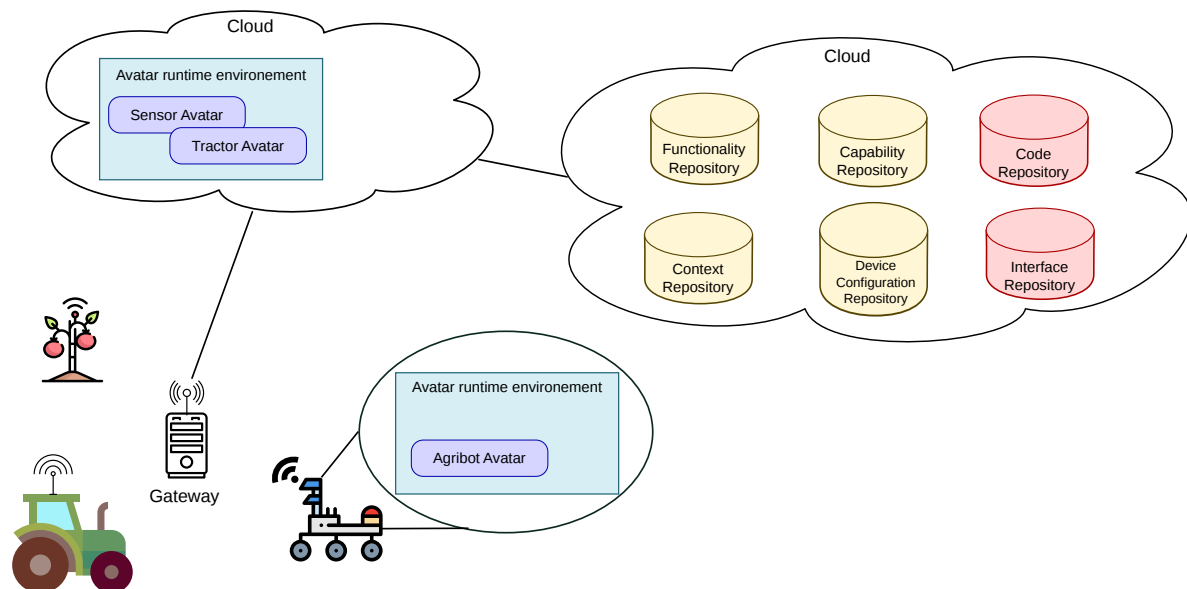 Cloud
Avatar runtime environement
Sensor Avatar
Tractor Avatar
Cloud
Functionality
Repository
Capability
Repository
Code
Repository
Context
Repository
Device
Configuration
Repository
Interface
Repository
Gateway
Avatar runtime environement
Agribot Avatar